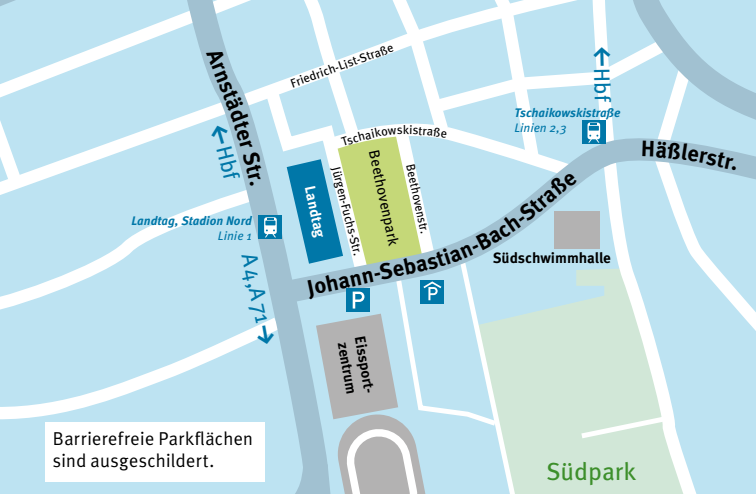 Friedrich-List-Straße
Arnstädter Str.
Hbf
Hbf
Tschaikowskistraße
Linien 2,3
Tschaikowskistraße
Häßlerstr.
Landtag
Jürgen-Fuchs-Str.
Beethovenpark
Beethovenstr.
Landtag, Stadion Nord
Linie 1
A4,A71
Johann-Sebastian-Bach-Straße
Südschwimmhalle
P
P
Eissport-
zentrum
Barrierefreie Parkflächen
sind ausgeschildert.
Südpark